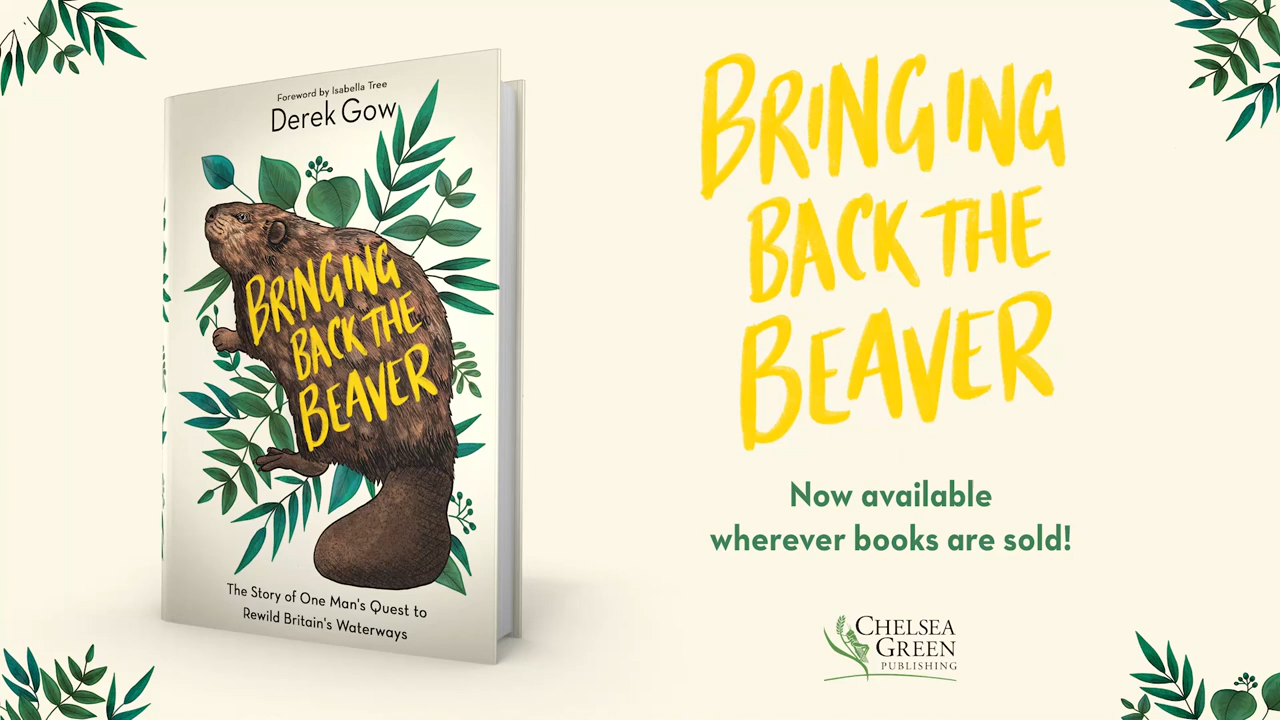 Foreword by Isabella Tree
Derek Gow
BRINGING
BACK THE
BEAVER
The Story of One Man's Quest to
Rewild Britain's Waterways
BRINGING
BACK THE
BEAVER
Now available
wherever books are sold!
CHELSEA
GREEN
PUBLISHING